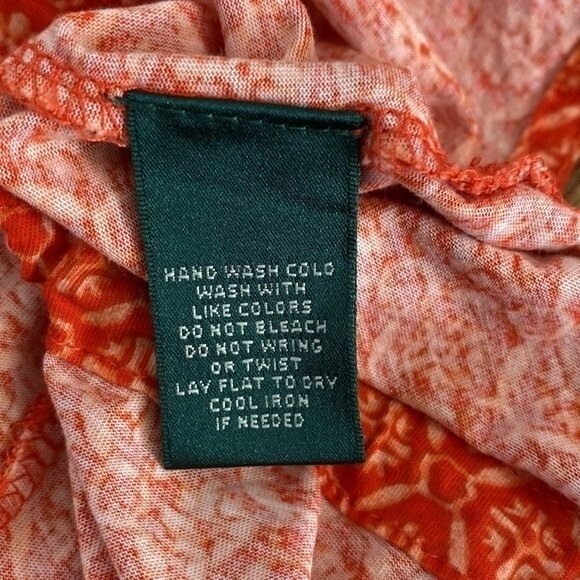 HAND WASH COLD
WASH WITH
LIKE COLORS
DO NOT BLEACH
DO NOT WRING
OR TWIST
LAY FLAT TO DRY
COOL IRON
IF NEEDED